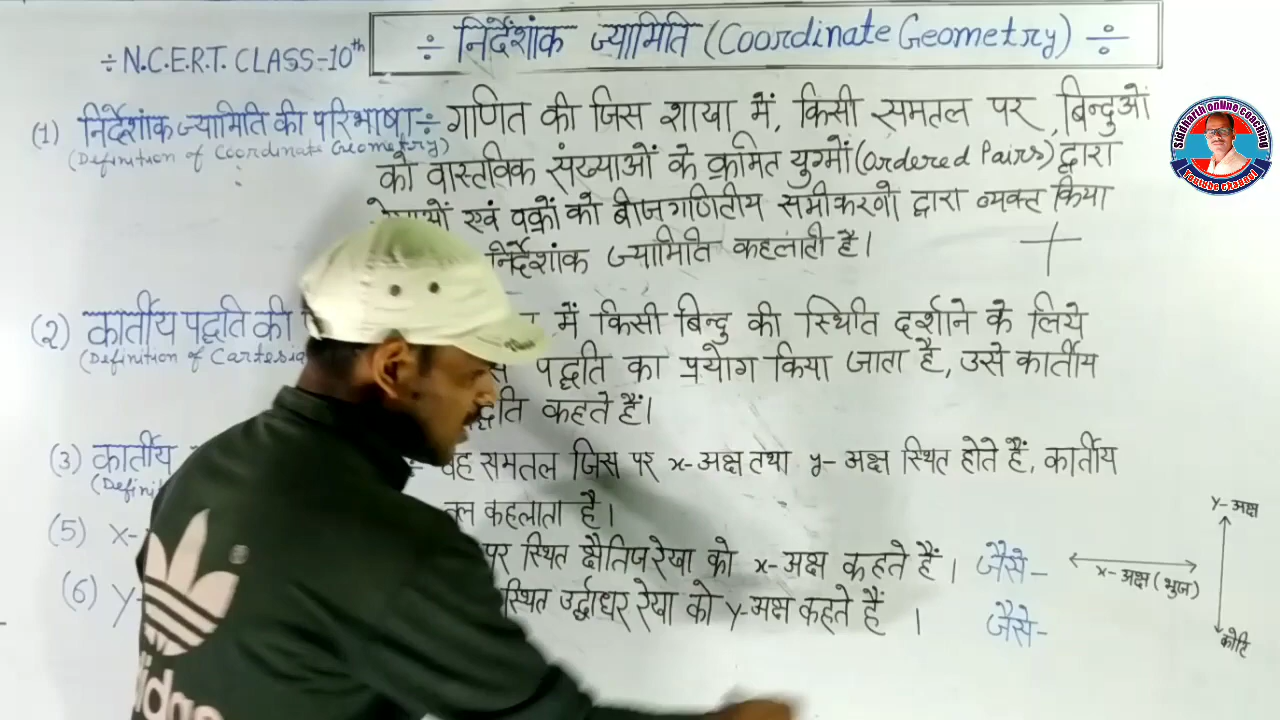 ÷ निर्देशांक ज्यामिति (Coordinate Geometry) ÷
÷ N.C.E.R.T. CLASS-10th
(1) निर्देशांक ज्यामिति की परिभाषा ÷ गणित की जिस शाखा में, किसी समतल पर, बिन्दुओं
(Definition of Coordinate Geometry)
को वास्तविक संख्याओं के क्रमित युग्मों (Ordered Pairs) द्वारा
एवं वक्रों को बीजगणितीय समीकरणो द्वारा व्यक्त किया
निर्देशांक ज्यामिति कहलाती है।
(2) कार्तीय पद्धति की में किसी बिन्दु की स्थिति दर्शाने के लिये
(Definition of
पद्धति का प्रयोग किया जाता है, उसे कार्तीय
कहते हैं।
(3) कार्तीय वह समतल जिस पर x-अक्ष तथा y-अक्ष स्थित होते हैं, कार्तीय
कहलाता है।
(5) X- पर स्थित क्षैतिज रेखा को x-अक्ष कहते हैं। जैसे-
x-अक्ष (भुज)
y-अक्ष
कोटि
(6) y- स्थित उर्द्धाधर रेखा को y-अक्ष कहते हैं । जैसे-
Siddharth online Coaching
Youtube channel
adidas